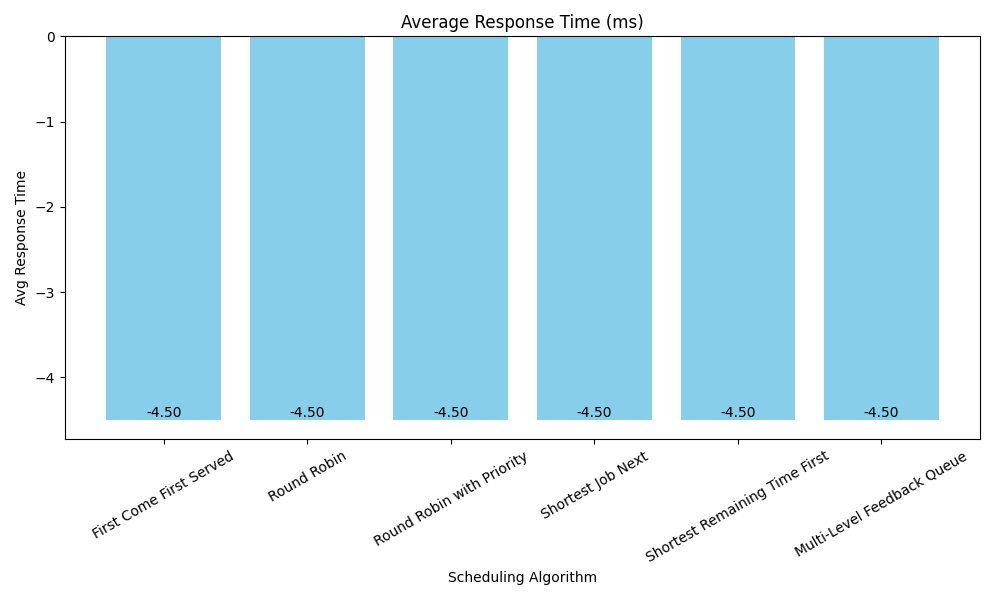 Average Response Time (ms)
Avg Response Time
0
−1
−2
−3
−4
-4.50
-4.50
-4.50
-4.50
-4.50
-4.50
First Come First Served
Round Robin
Round Robin with Priority
Shortest Job Next
Shortest Remaining Time First
Multi-Level Feedback Queue
Scheduling Algorithm